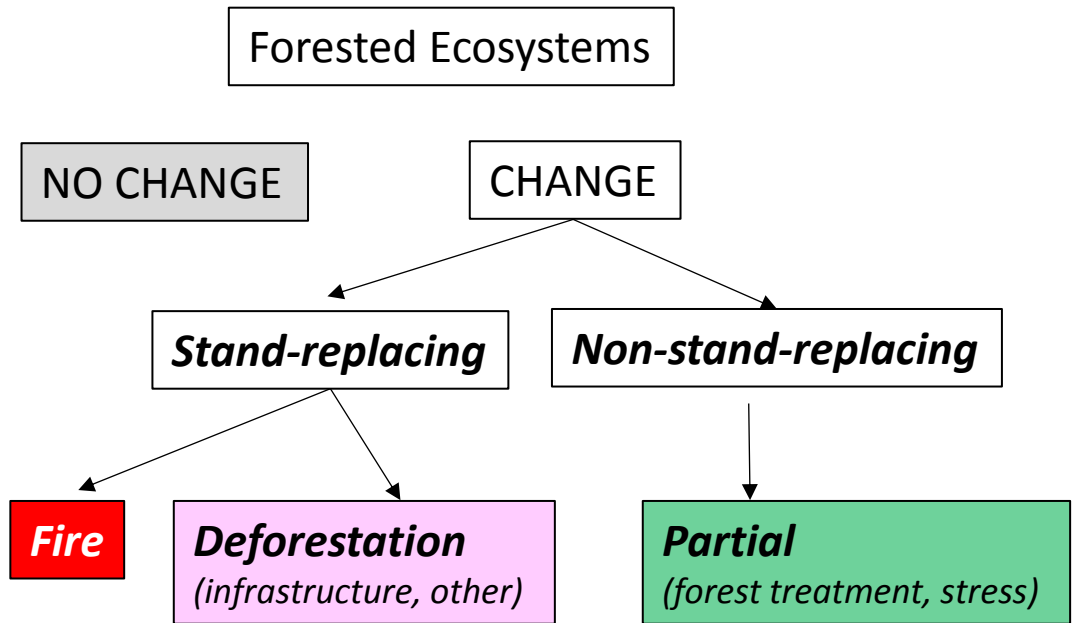 Forested Ecosystems
NO CHANGE
CHANGE
Stand-replacing
Non-stand-replacing
Fire
Deforestation
(infrastructure, other)
Partial
(forest treatment, stress)